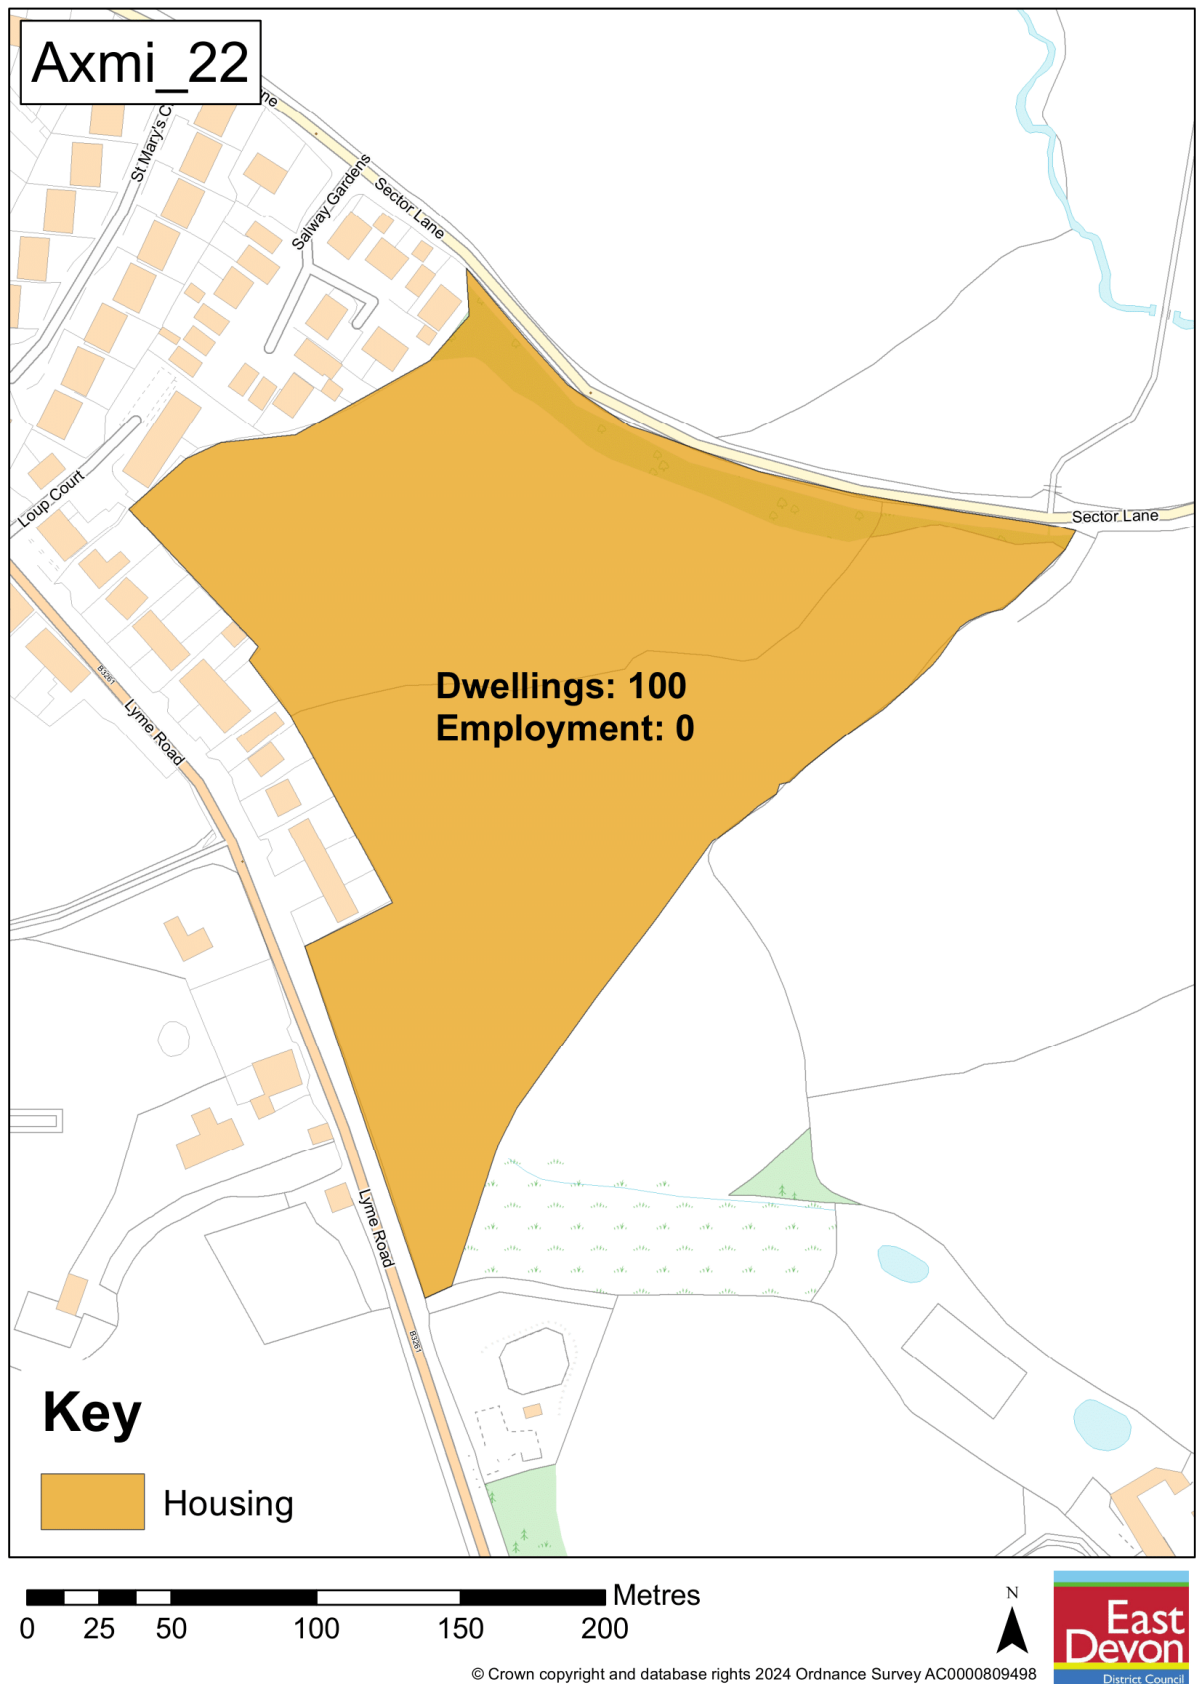 Axmi_22
ne
St Mary's C
Salway Gardens
Sector Lane
Loup Court
Sector Lane
B3261
Lyme Road
Dwellings: 100
Employment: 0
Lyme Road
B3261
Key
Housing
Metres
0 25 50 100 150 200
N
East
Devon
District Council
© Crown copyright and database rights 2024 Ordnance Survey AC0000809498